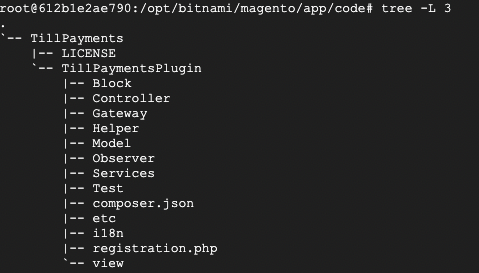 root@612b1e2ae790:/opt/bitnami/magento/app/code# tree -L 3
.
`-- TillPayments
    |-- LICENSE
    `-- TillPaymentsPlugin
        |-- Block
        |-- Controller
        |-- Gateway
        |-- Helper
        |-- Model
        |-- Observer
        |-- Services
        |-- Test
        |-- composer.json
        |-- etc
        |-- i18n
        |-- registration.php
        `-- view